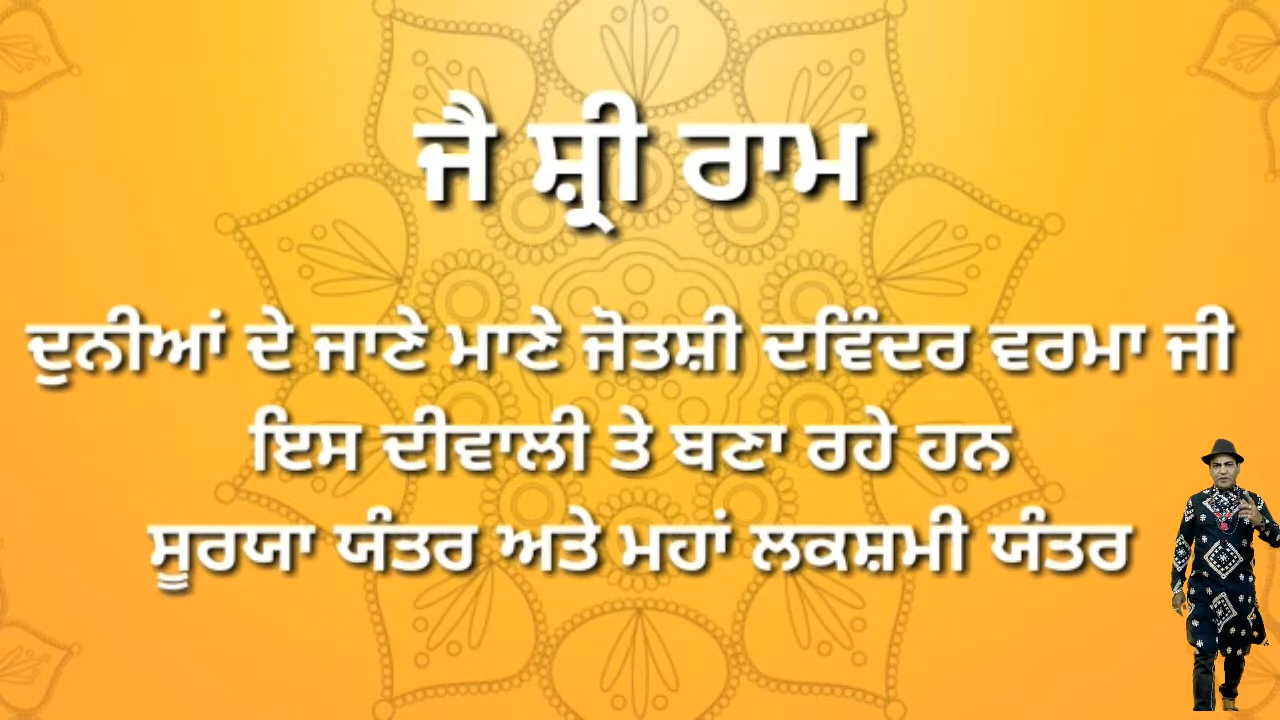 ਜੈ ਸ਼੍ਰੀ ਰਾਮ
ਦੁਨੀਆਂ ਦੇ ਜਾਣੇ ਮਾਣੇ ਜੋਤਸ਼ੀ ਦਵਿੰਦਰ ਵਰਮਾ ਜੀ
ਇਸ ਦੀਵਾਲੀ ਤੇ ਬਣਾ ਰਹੇ ਹਨ
ਸੂਰਯਾ ਯੰਤਰ ਅਤੇ ਮਹਾਂ ਲਕਸ਼ਮੀ ਯੰਤਰ